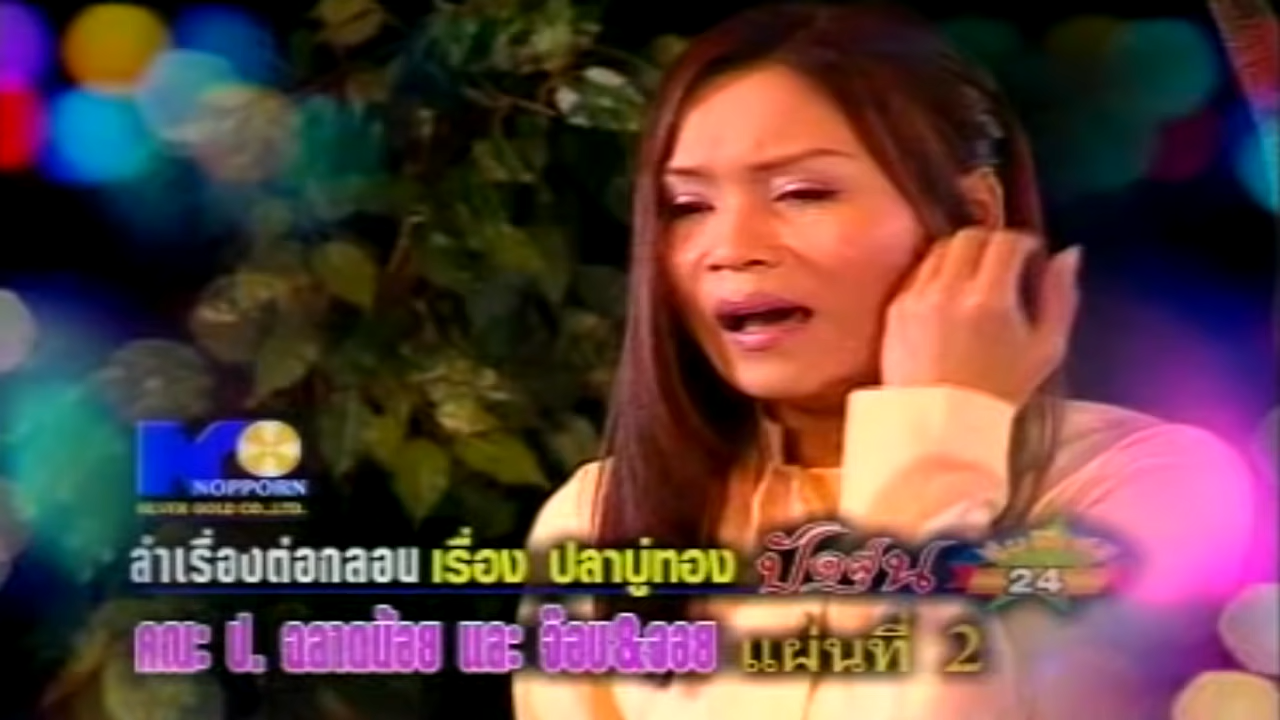 NOPPORN
SILVER GOLD CO.,LTD.
ลำเรื่องต่อกลอน เรื่อง ปลาบู่ทอง
24
คณะ ป. ฉลาดน้อย และ จ๊อบ&จอย แผ่นที่ 2